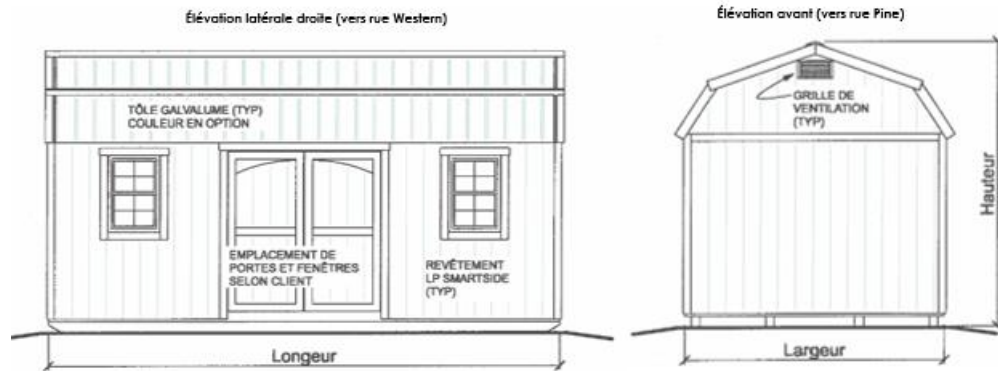 Élévation latérale droite (vers rue Western)
TÔLE GALVALUME (TYP)
COULEUR EN OPTION
EMPLACEMENT DE
PORTES ET FENÊTRES
SELON CLIENT
REVÊTEMENT
LP SMARTSIDE
(TYP)
Longeur
Élévation avant (vers rue Pine)
GRILLE DE
VENTILATION
(TYP)
Hauteur
Largeur